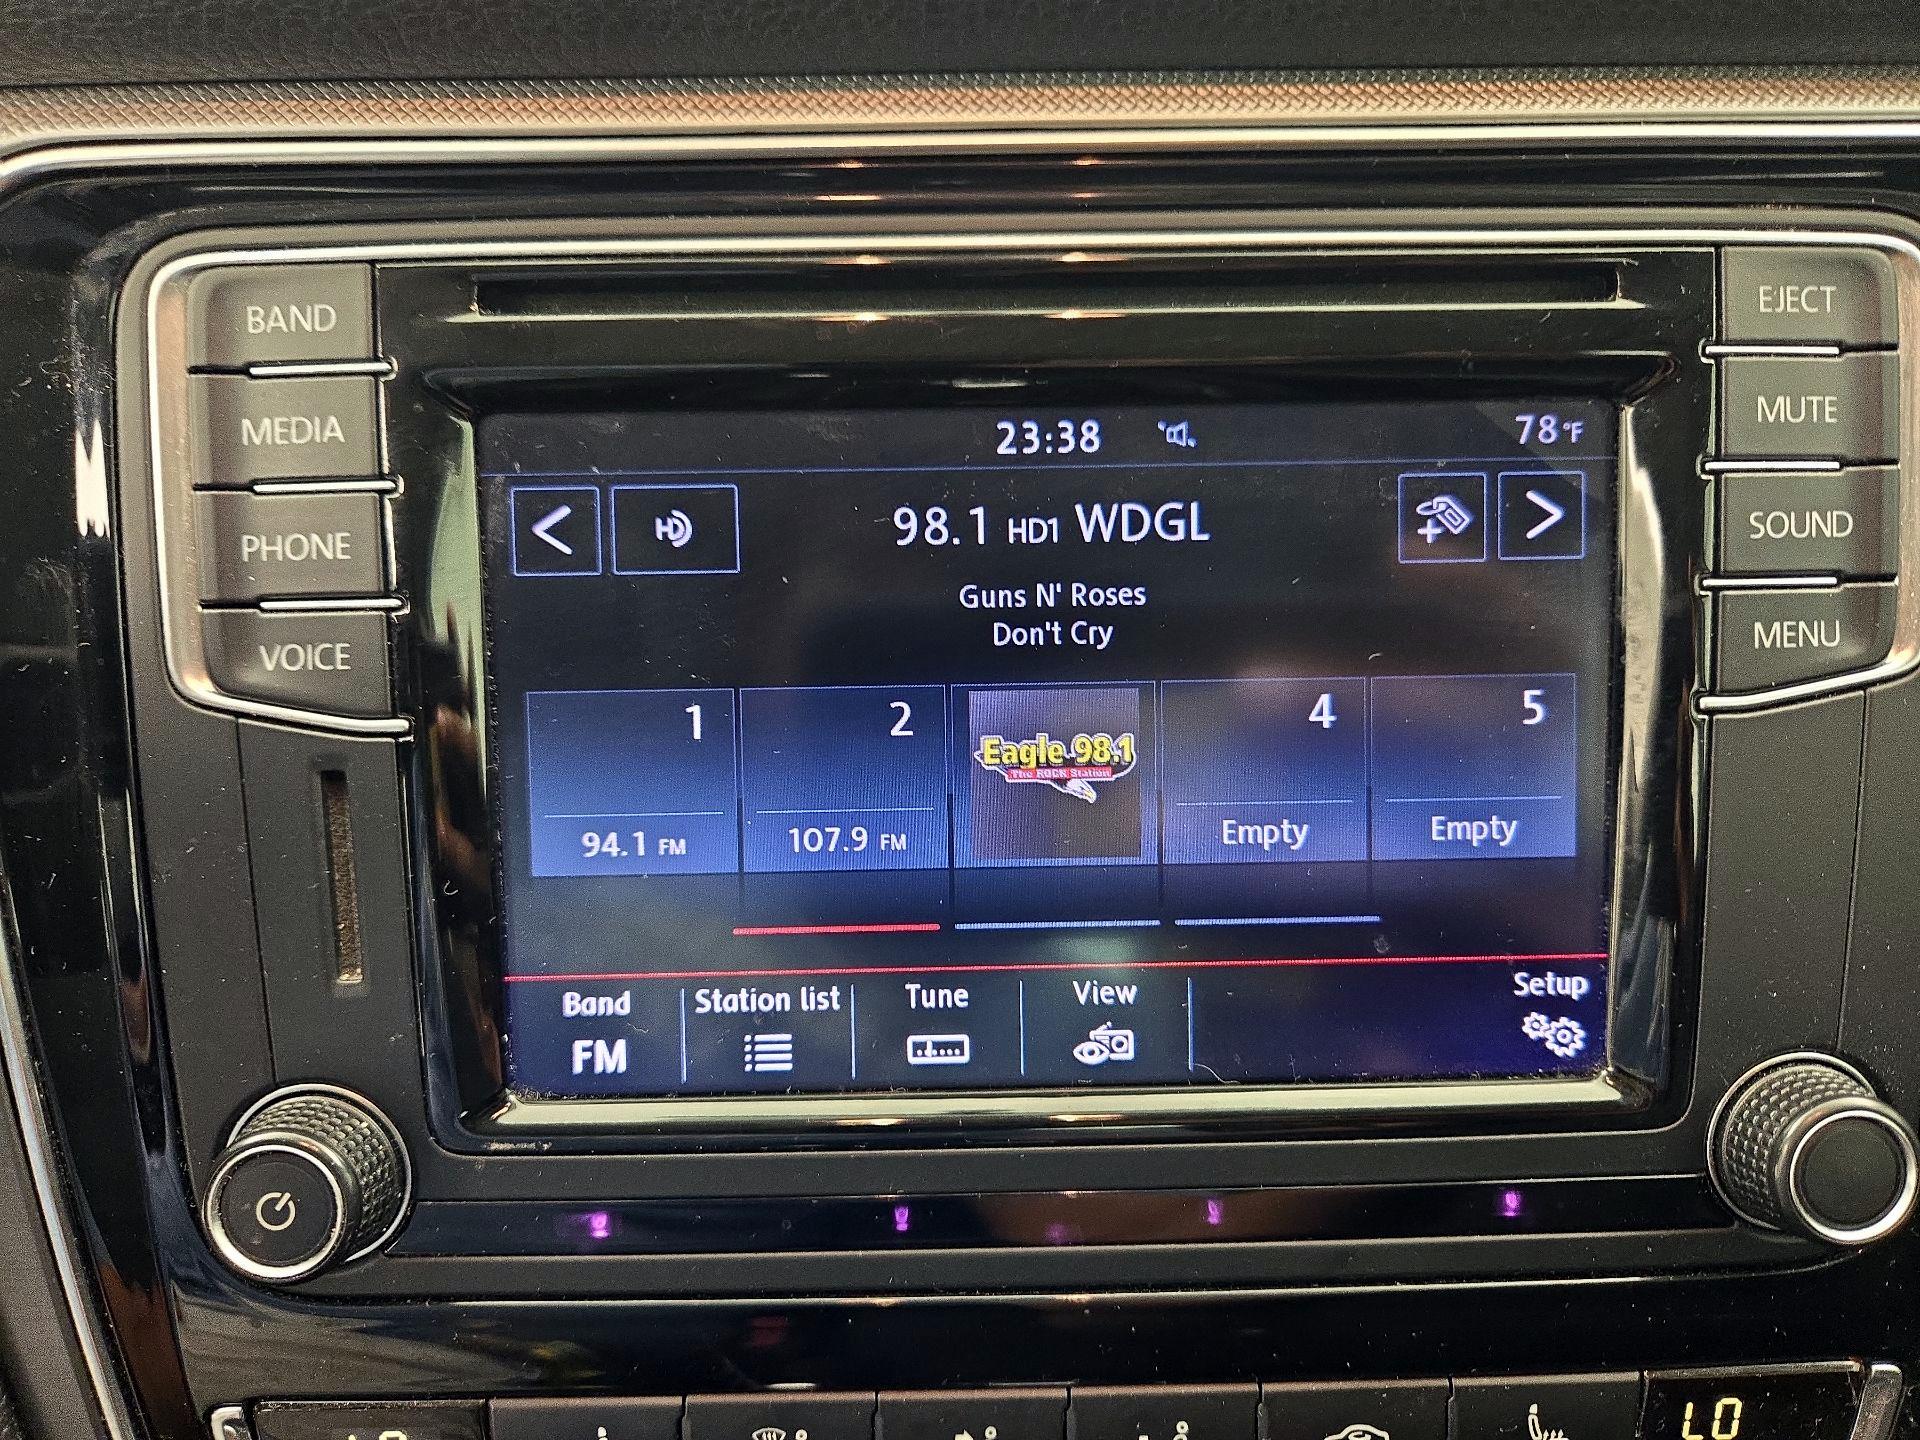 BAND
MEDIA
PHONE
VOICE
EJECT
MUTE
SOUND
MENU
23:38
78°F
HD
98.1 HD1 WDGL
Guns N' Roses
Don't Cry
1
94.1 FM
2
107.9 FM
Eagle 98.1
The ROCK Station
4
Empty
5
Empty
Band
FM
Station list
Tune
View
Setup
LO